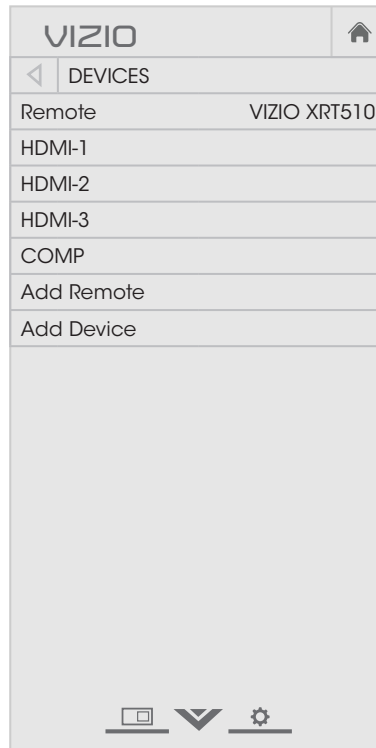 VIZIO
DEVICES
Remote VIZIO XRT510
HDMI-1
HDMI-2
HDMI-3
COMP
Add Remote
Add Device